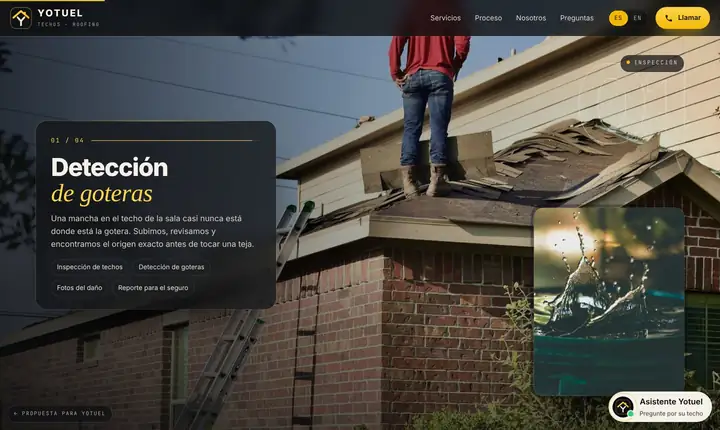 YOTUEL
TECHOS · ROOFING
Servicios
Proceso
Nosotros
Preguntas
ES
EN
Llamar
INSPECCIÓN
01 / 04
Detección
de goteras
Una mancha en el techo de la sala casi nunca está
donde está la gotera. Subimos, revisamos y
encontramos el origen exacto antes de tocar una teja.
Inspección de techos
Detección de goteras
Fotos del daño
Reporte para el seguro
← PROPUESTA PARA YOTUEL
Asistente Yotuel
Pregunte por su techo